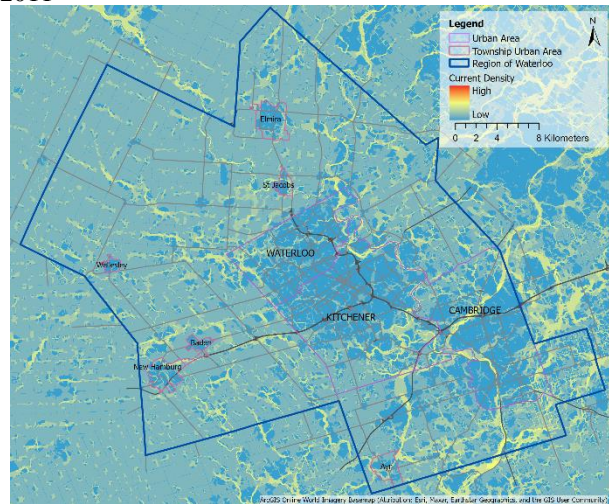 2011
Legend
N
Urban Area
Township Urban Area
Region of Waterloo
Current Density
High
Low
0 2 4 8 Kilometers
Elmira
St Jacobs
WATERLOO
Wellesley
CAMBRIDGE
KITCHENER
Baden
New Hamburg
Ayr
ArcGIS Online World Imagery Basemap (Attribution: Esri, Maxar, Earthstar Geographics, and the GIS User Community)